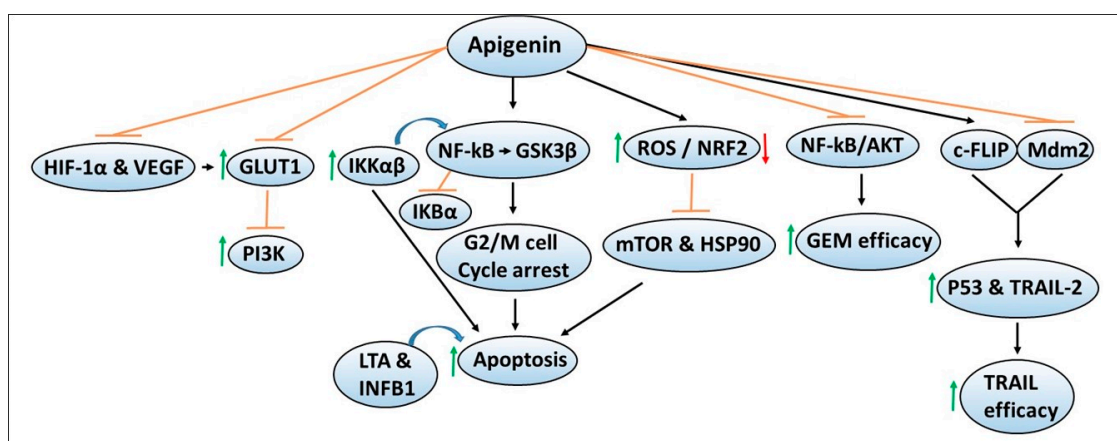 Apigenin
HIF-1α & VEGF
GLUT1
PI3K
IKKαβ
NF-kB → GSK3β
IKBα
G2/M cell
Cycle arrest
LTA &
INFB1
Apoptosis
ROS / NRF2
mTOR & HSP90
NF-kB/AKT
GEM efficacy
c-FLIP
Mdm2
P53 & TRAIL-2
TRAIL
efficacy